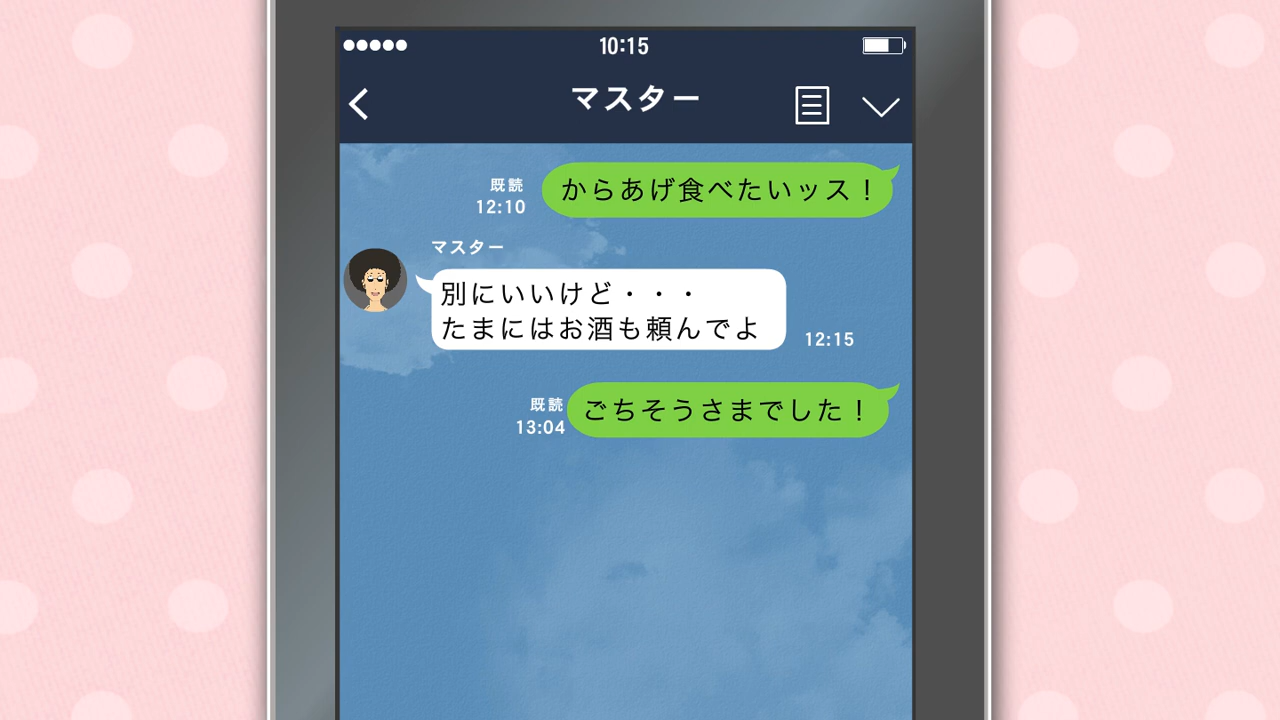 10:15
マスター
既読
12:10
からあげ食べたいッス！
マスター
別にいいけど・・・
たまにはお酒も頼んでよ
12:15
既読
13:04
ごちそうさまでした！